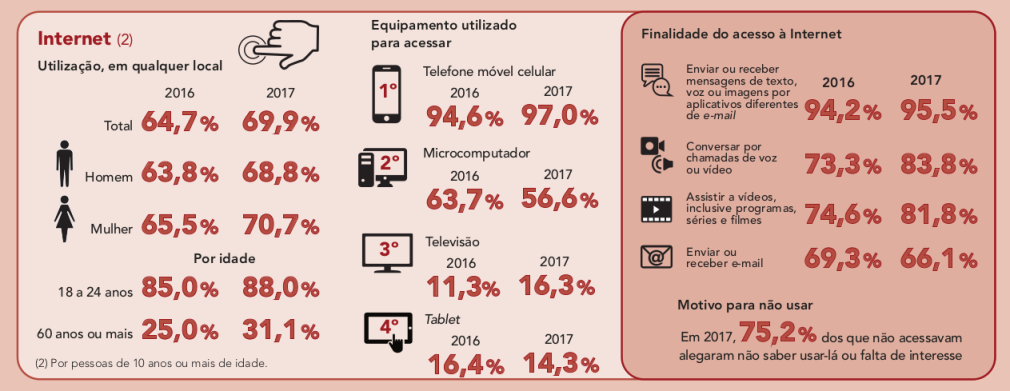 Internet (2)
Utilização, em qualquer local
2016 2017
Total 64,7% 69,9%
Homem 63,8% 68,8%
Mulher 65,5% 70,7%
Por idade
18 a 24 anos 85,0% 88,0%
60 anos ou mais 25,0% 31,1%
(2) Por pessoas de 10 anos ou mais de idade.
Equipamento utilizado
para acessar
1º
Telefone móvel celular
2016 2017
94,6% 97,0%
2º
Microcomputador
2016 2017
63,7% 56,6%
3º
Televisão
2016 2017
11,3% 16,3%
4º
Tablet
2016 2017
16,4% 14,3%
Finalidade do acesso à Internet
2016 2017
Enviar ou receber
mensagens de texto,
voz ou imagens por
aplicativos diferentes
de e-mail
94,2% 95,5%
Conversar por
chamadas de voz
ou vídeo
73,3% 83,8%
Assistir a vídeos,
inclusive programas,
séries e filmes
74,6% 81,8%
@
Enviar ou
receber e-mail
69,3% 66,1%
Motivo para não usar
Em 2017, 75,2% dos que não acessavam
alegaram não saber usar-lá ou falta de interesse